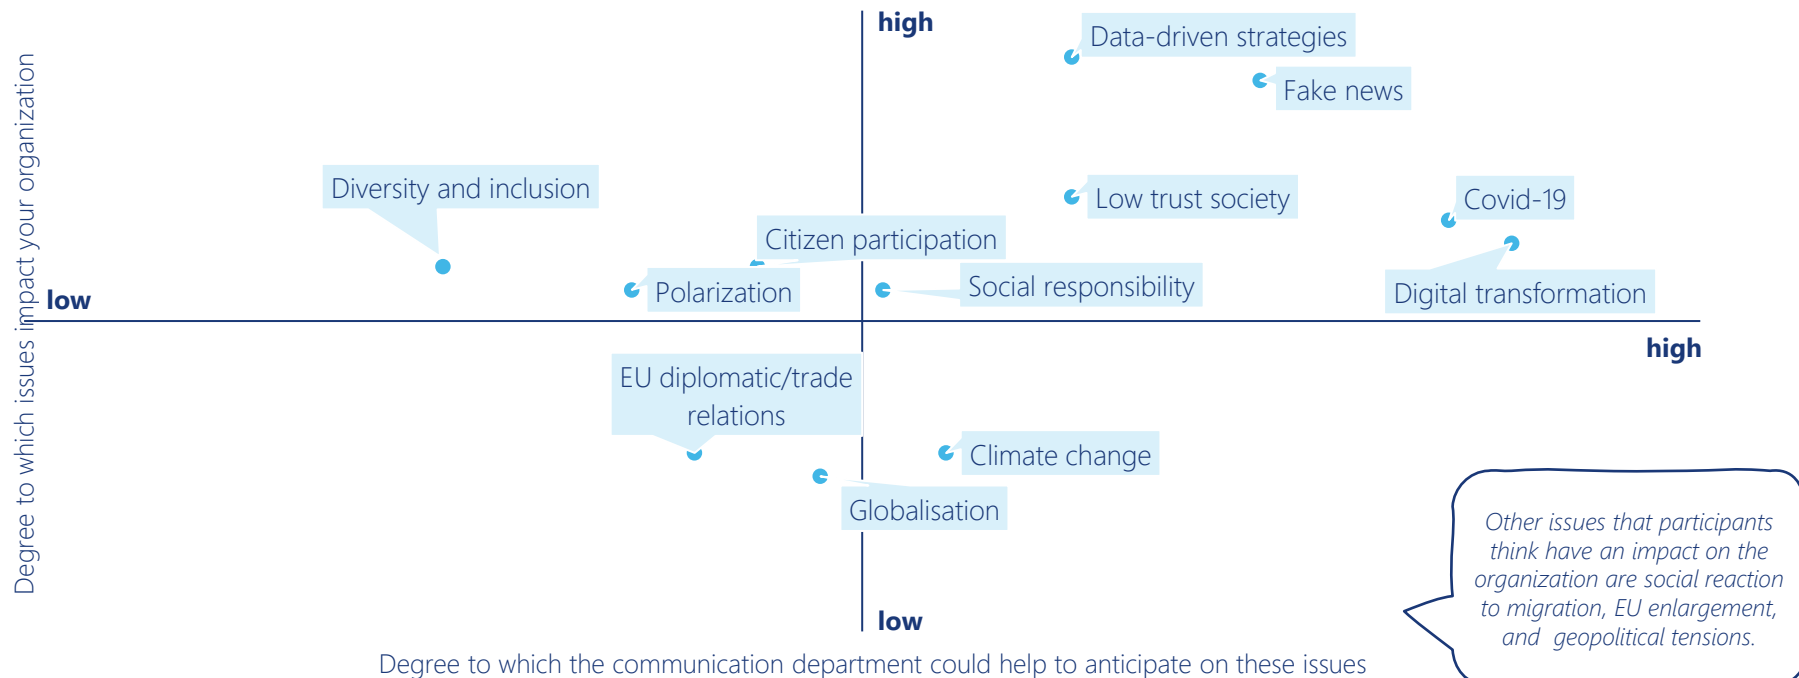 high
Data-driven strategies
Fake news
Diversity and inclusion
Low trust society
Covid-19
Citizen participation
Polarization
Social responsibility
Digital transformation
low
high
EU diplomatic/trade
relations
Climate change
Globalisation
low
Degree to which issues impact your organization
Degree to which the communication department could help to anticipate on these issues
Other issues that participants
think have an impact on the
organization are social reaction
to migration, EU enlargement,
and geopolitical tensions.